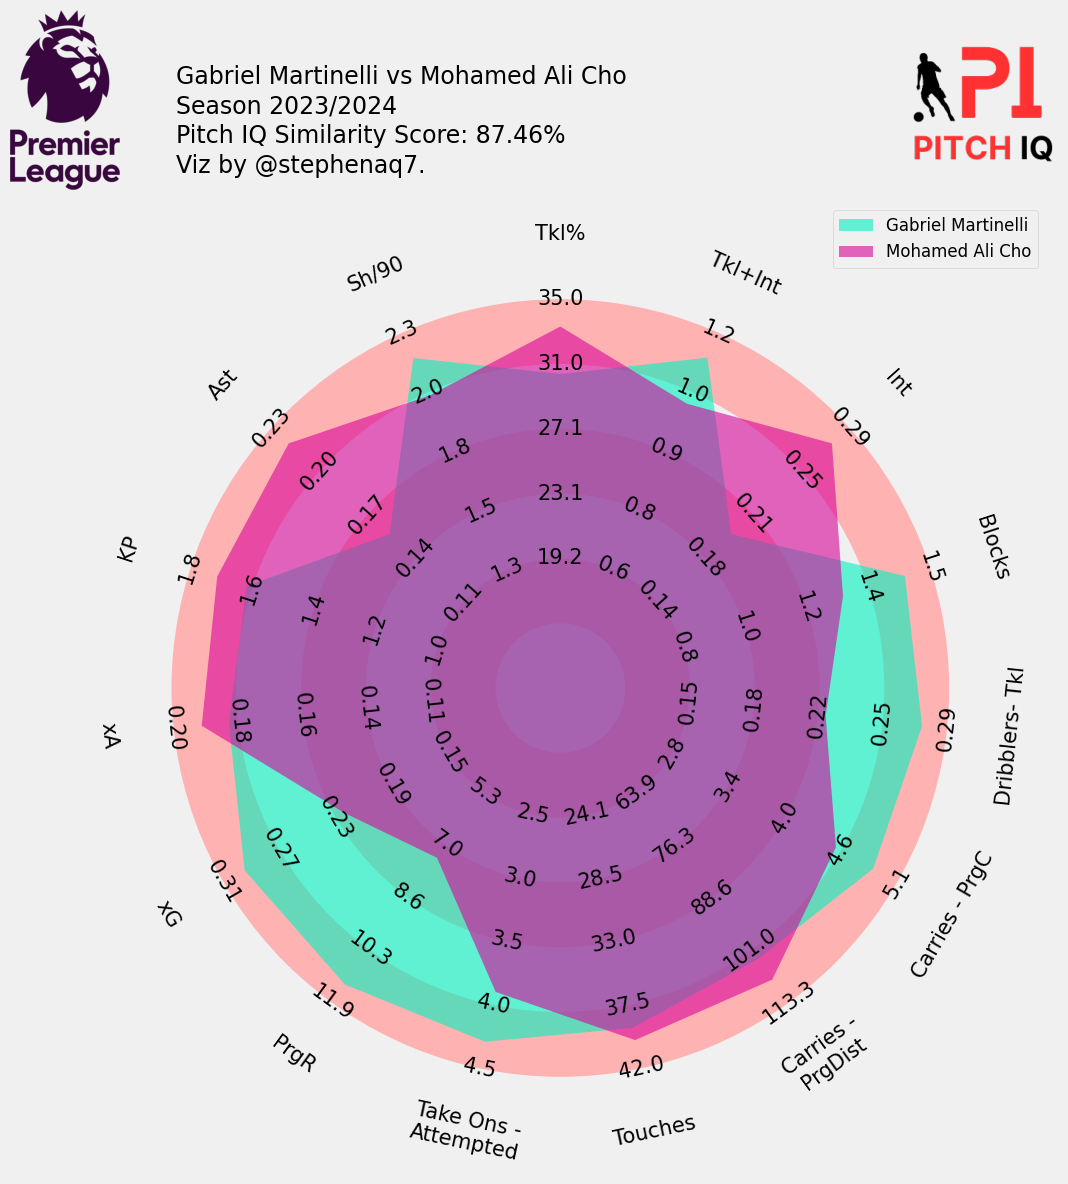 Gabriel Martinelli vs Mohamed Ali Cho
Season 2023/2024
Pitch IQ Similarity Score: 87.46%
Viz by @stephenaq7.
Premier
League
PI
PITCH IQ
Gabriel Martinelli
Mohamed Ali Cho
Tkl%
35.0
31.0
27.1
23.1
19.2
Tkl+Int
1.2
1.0
0.9
0.8
0.6
Int
0.29
0.25
0.21
0.18
0.14
Blocks
1.5
1.4
1.2
1.0
0.8
Dribblers- Tkl
0.29
0.25
0.22
0.18
0.15
Carries - PrgC
5.1
4.6
4.0
3.4
2.8
Carries -
PrgDist
113.3
101.0
88.6
76.3
63.9
Touches
42.0
37.5
33.0
28.5
24.1
Take Ons -
Attempted
4.5
4.0
3.5
3.0
2.5
PrgR
11.9
10.3
8.6
7.0
5.3
xG
0.31
0.27
0.23
0.19
0.15
xA
0.20
0.18
0.16
0.14
0.11
KP
1.8
1.6
1.4
1.2
1.0
Ast
0.23
0.20
0.17
0.14
0.11
Sh/90
2.3
2.0
1.8
1.5
1.3